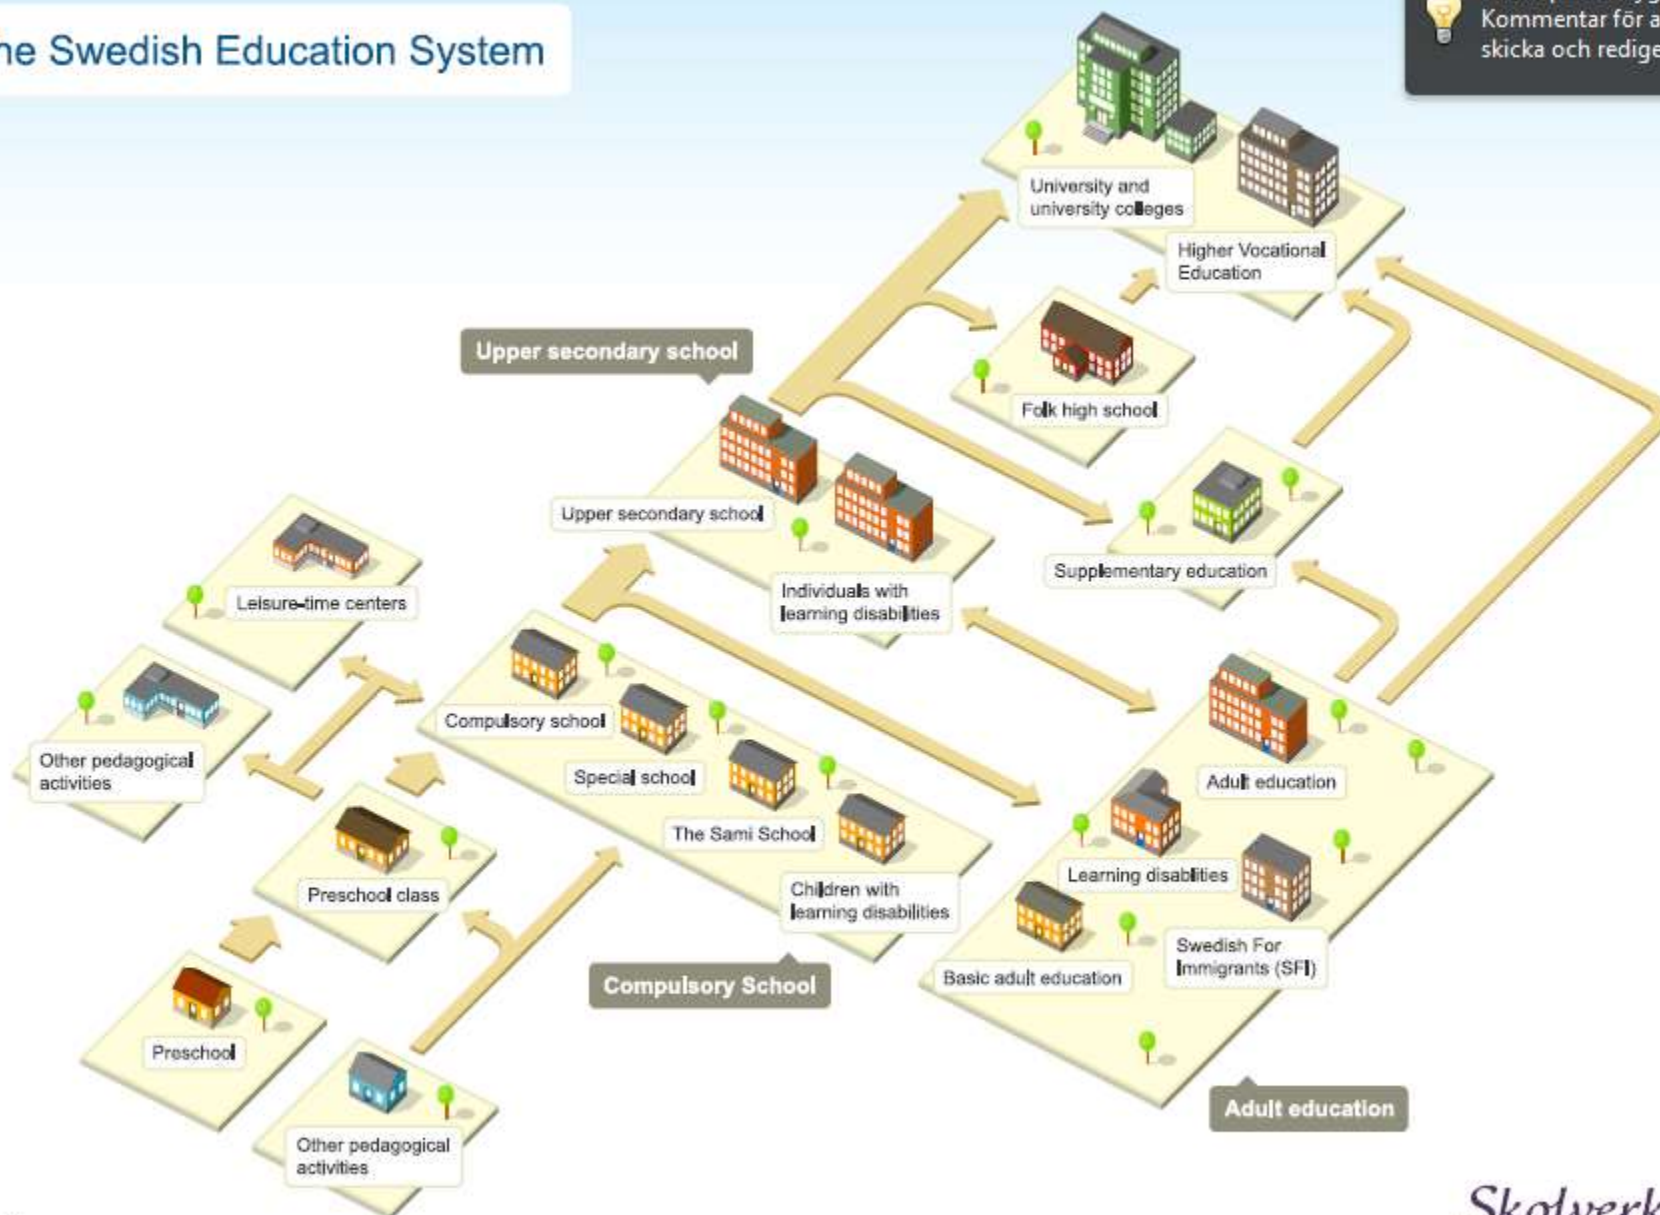 he Swedish Education System
Kommentar för a
skicka och redige
University and
university colleges
Higher Vocational
Education
Upper secondary school
Folk high school
Upper secondary school
Supplementary education
Individuals with
learning disabilities
Leisure-time centers
Other pedagogical
activities
Compulsory school
Special school
The Sami School
Children with
learning disabilities
Adult education
Learning disablities
Swedish For
Immigrants (SFI)
Basic adult education
Preschool class
Compulsory School
Preschool
Other pedagogical
activities
Adult education
Skolverk